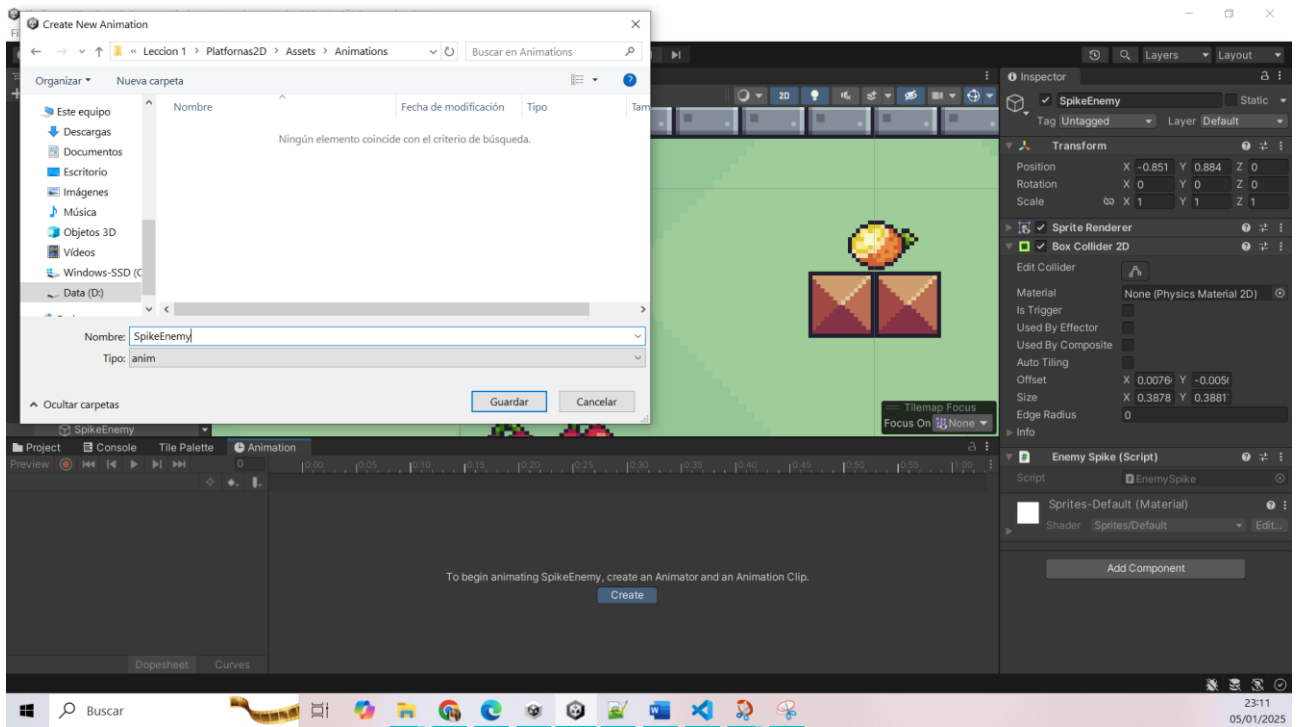 Create New Animation
« Leccion 1 > Platfornas2D > Assets > Animations
Buscar en Animations
Organizar
Nueva carpeta
Este equipo
Descargas
Documentos
Escritorio
Imágenes
Música
Objetos 3D
Vídeos
Windows-SSD (C
Data (D:)
Nombre
Fecha de modificación
Tipo
Tam
Ningún elemento coincide con el criterio de búsqueda.
Nombre: SpikeEnemy
Tipo: anim
Ocultar carpetas
Guardar
Cancelar
Layers
Layout
2D
Tilemap Focus
Focus On None
SpikeEnemy
Project
Console
Tile Palette
Animation
Preview
0
0:00 0:05 0:10 0:15 0:20 0:25 0:30 0:35 0:40 0:45 0:50 0:55 1:00
To begin animating SpikeEnemy, create an Animator and an Animation Clip.
Create
Dopesheet
Curves
Inspector
SpikeEnemy
Static
Tag Untagged
Layer Default
Transform
Position X -0.851 Y 0.884 Z 0
Rotation X 0 Y 0 Z 0
Scale X 1 Y 1 Z 1
Sprite Renderer
Box Collider 2D
Edit Collider
Material None (Physics Material 2D)
Is Trigger
Used By Effector
Used By Composite
Auto Tiling
Offset X 0.0076 Y -0.005
Size X 0.3878 Y 0.3881
Edge Radius 0
Info
Enemy Spike (Script)
Script EnemySpike
Sprites-Default (Material)
Shader Sprites/Default Edit...
Add Component
Buscar
23:11
05/01/2025